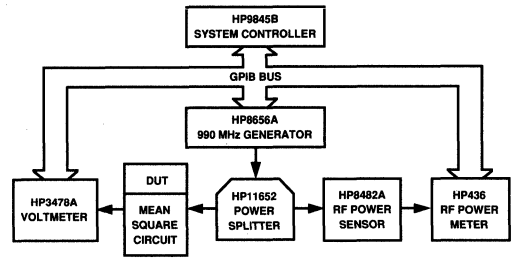 HP9845B
SYSTEM CONTROLLER
GPIB BUS
HP8656A
990 MHz GENERATOR
HP3478A
VOLTMETER
DUT
MEAN
SQUARE
CIRCUIT
HP11652
POWER
SPLITTER
HP8482A
RF POWER
SENSOR
HP436
RF POWER
METER